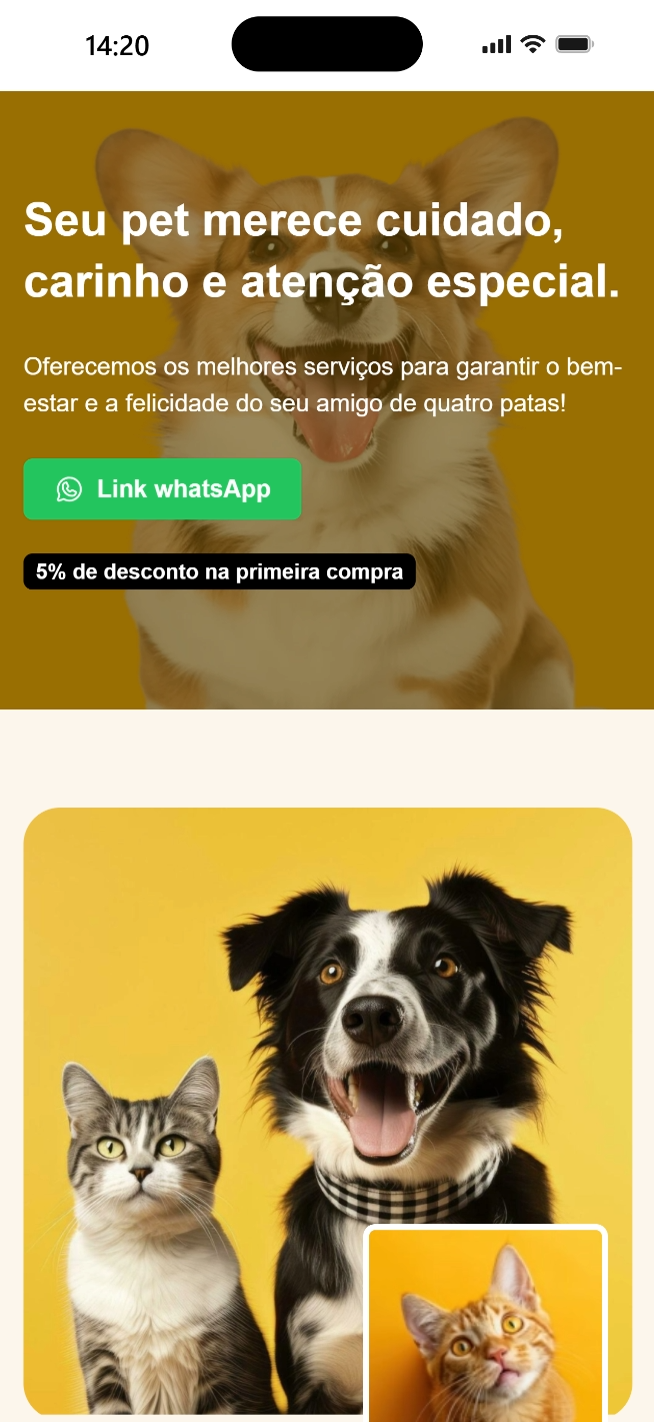 14:20
Seu pet merece cuidado,
carinho e atenção especial.
Oferecemos os melhores serviços para garantir o bem-
estar e a felicidade do seu amigo de quatro patas!
Link whatsApp
5% de desconto na primeira compra